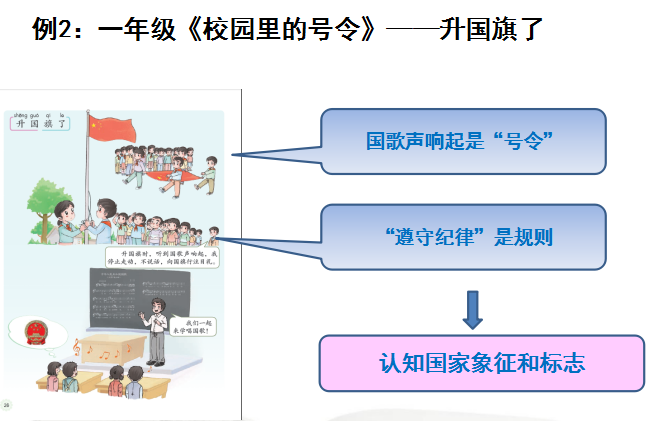 例2：一年级《校园里的号令》——升国旗了
shēng guó qí le
升国旗了
国歌声响起是“号令”
“遵守纪律”是规则
升国旗时，听到国歌声响起，我
停止走动，不说话，向国旗行注目礼。
我们一起
来学唱国歌！
认知国家象征和标志
26